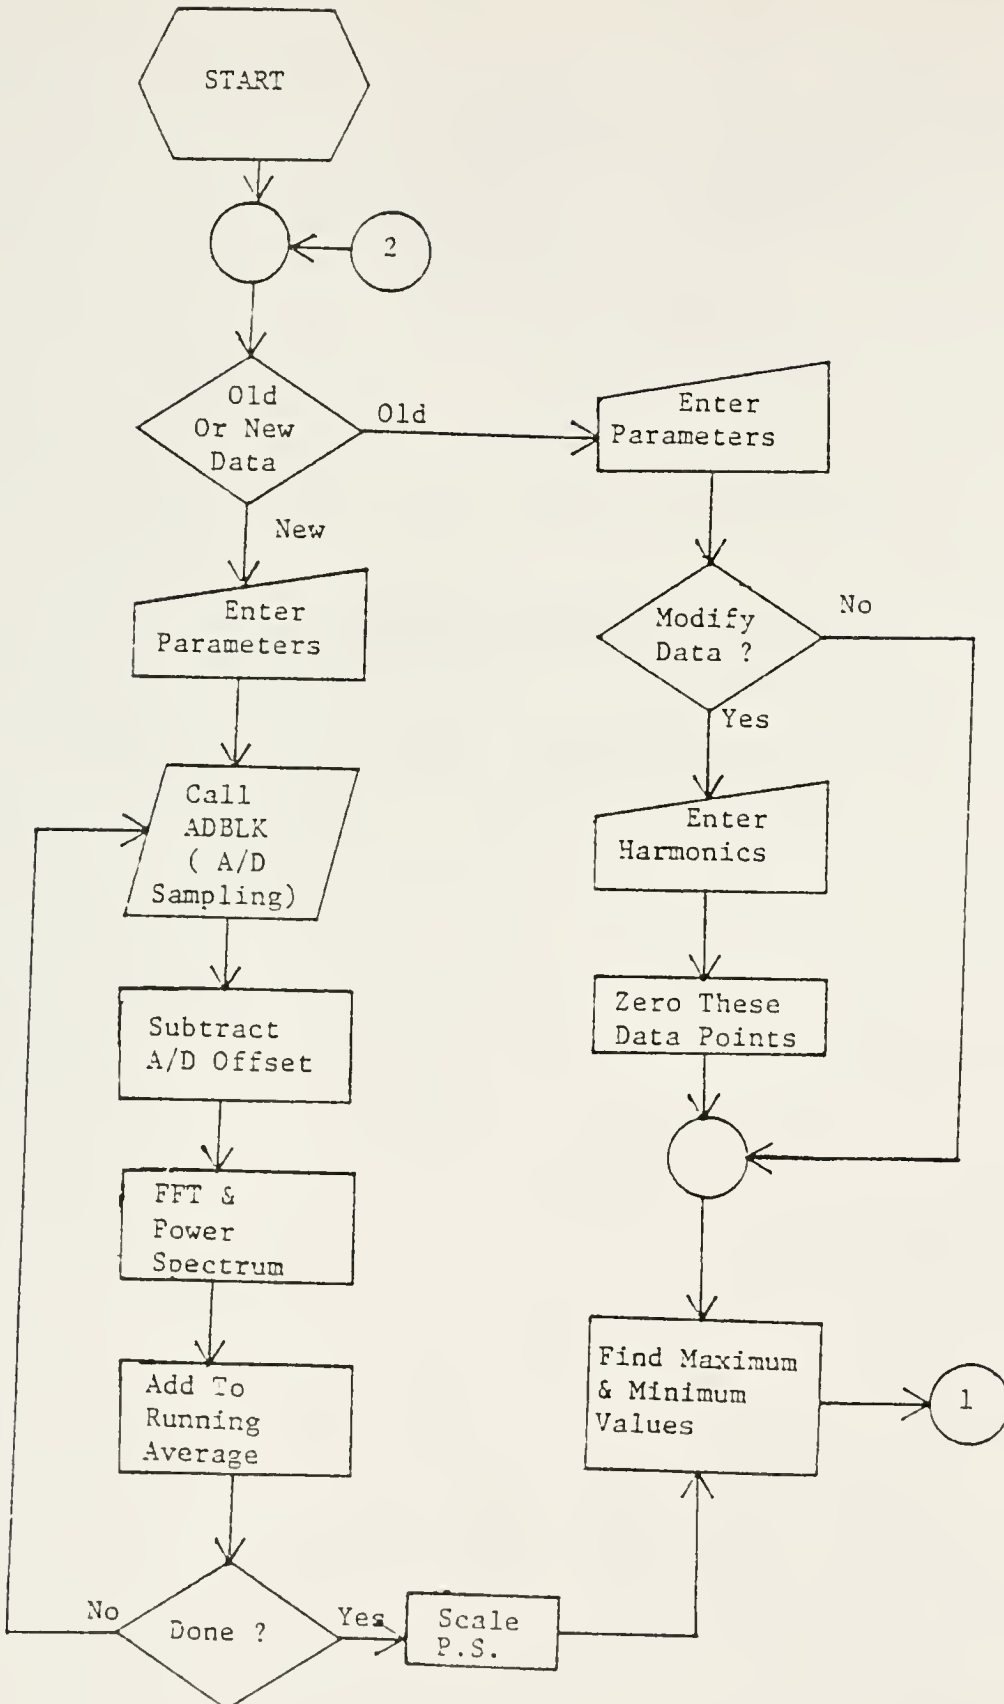 START
2
Old
Or New
Data
Old
New
Enter
Parameters
Enter
Parameters
Modify
Data ?
No
Yes
Call
ADBLK
( A/D
Sampling)
Enter
Harmonics
Subtract
A/D Offset
Zero These
Data Points
FFT &
Power
Spectrum
Find Maximum
& Minimum
Values
1
Add To
Running
Average
No
Done ?
Yes
Scale
P.S.